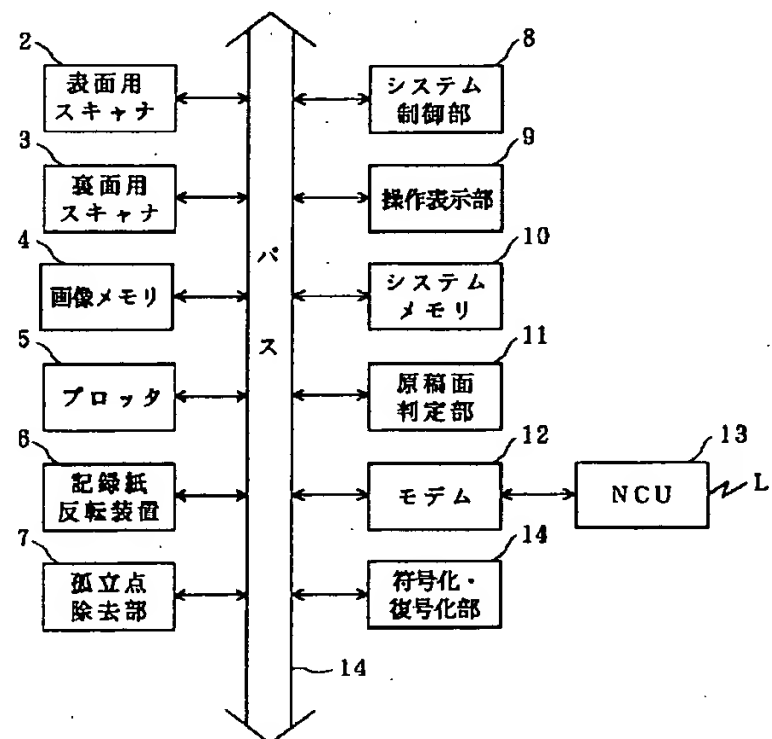 2
表面用
スキャナ
3
裏面用
スキャナ
4
画像メモリ
5
プロッタ
6
記録紙
反転装置
7
孤立点
除去部
バ
ス
14
8
システム
制御部
9
操作表示部
10
システム
メモリ
11
原稿面
判定部
12
モデム
13
NCU
L
14
符号化・
復号化部